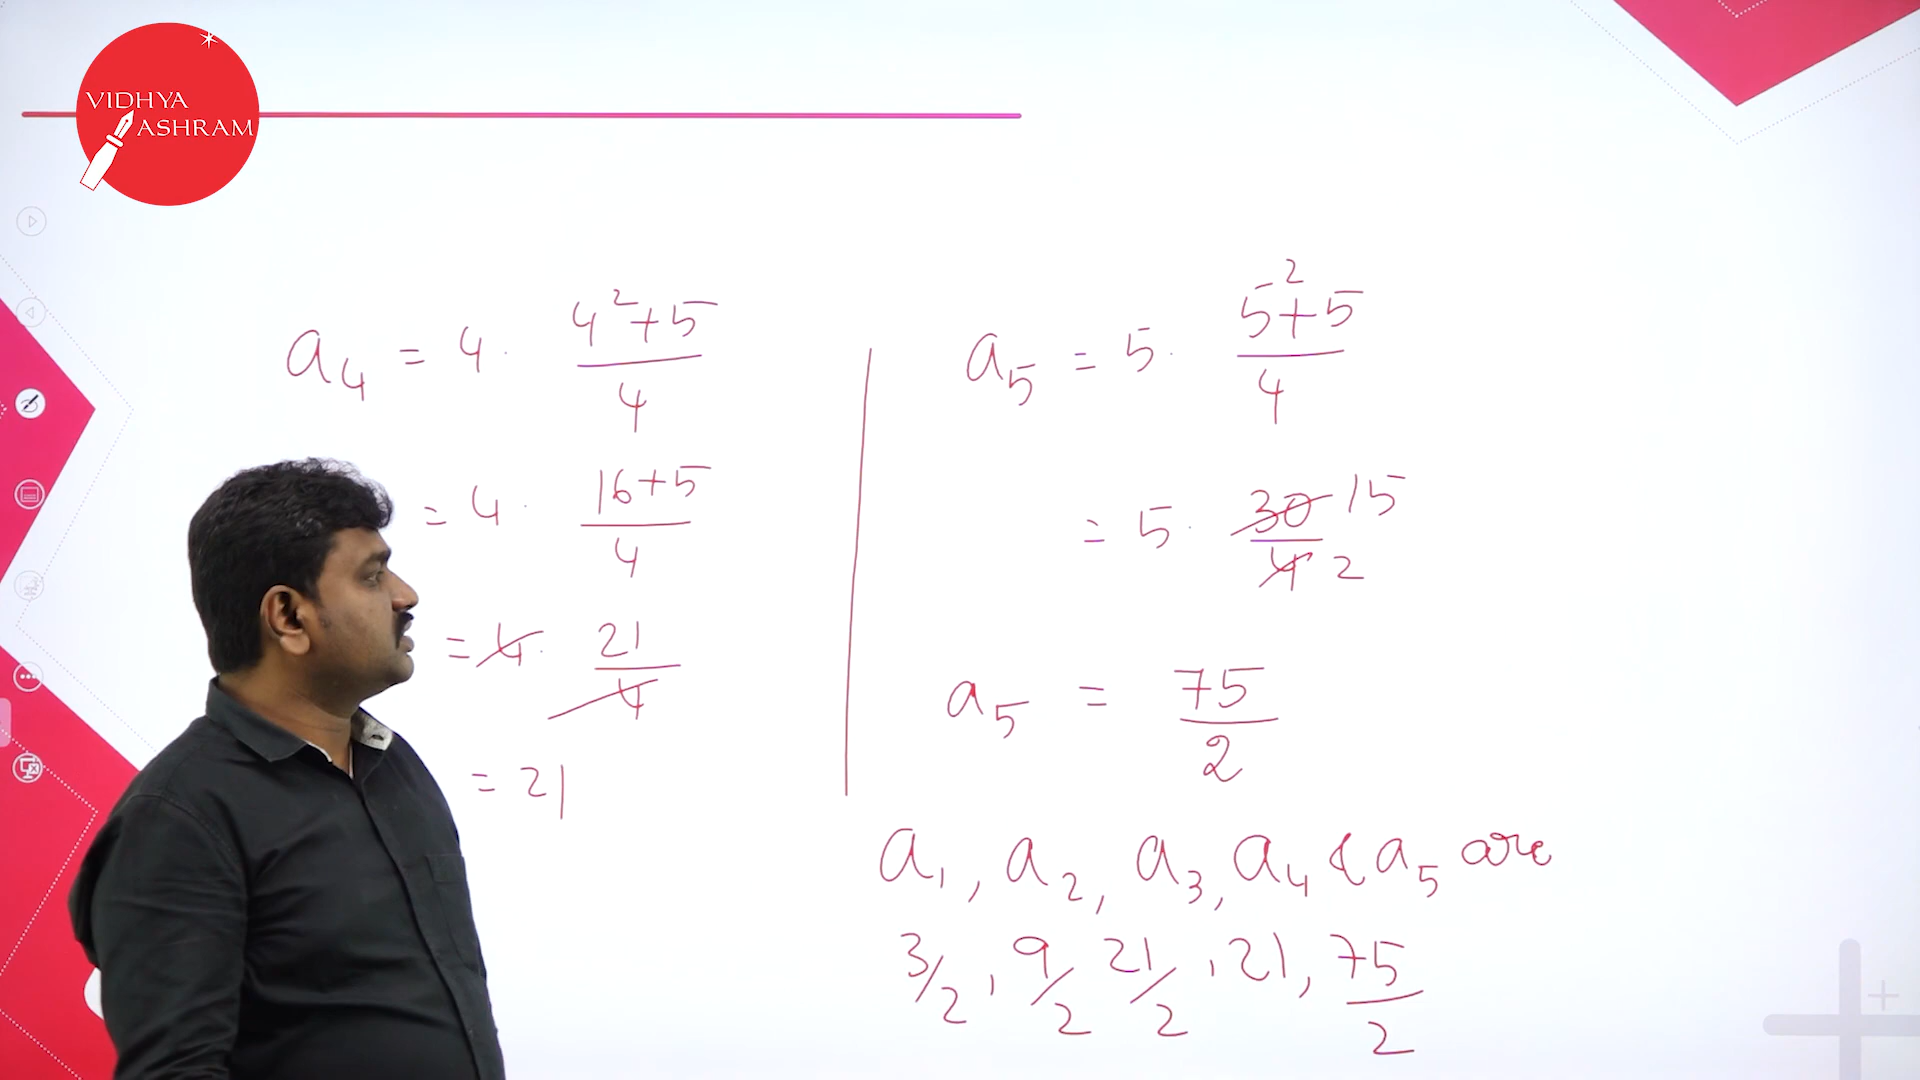 VIDHYA
ASHRAM
a₄ = 4 · (4² + 5)/4
= 4 · (16 + 5)/4
= 4 · 21/4
= 21
a₅ = 5 · (5² + 5)/4
= 5 · 30/4 15/2
a₅ = 75/2
a₁, a₂, a₃, a₄ & a₅ are
3/2, 9/2 21/2, 21, 75/2